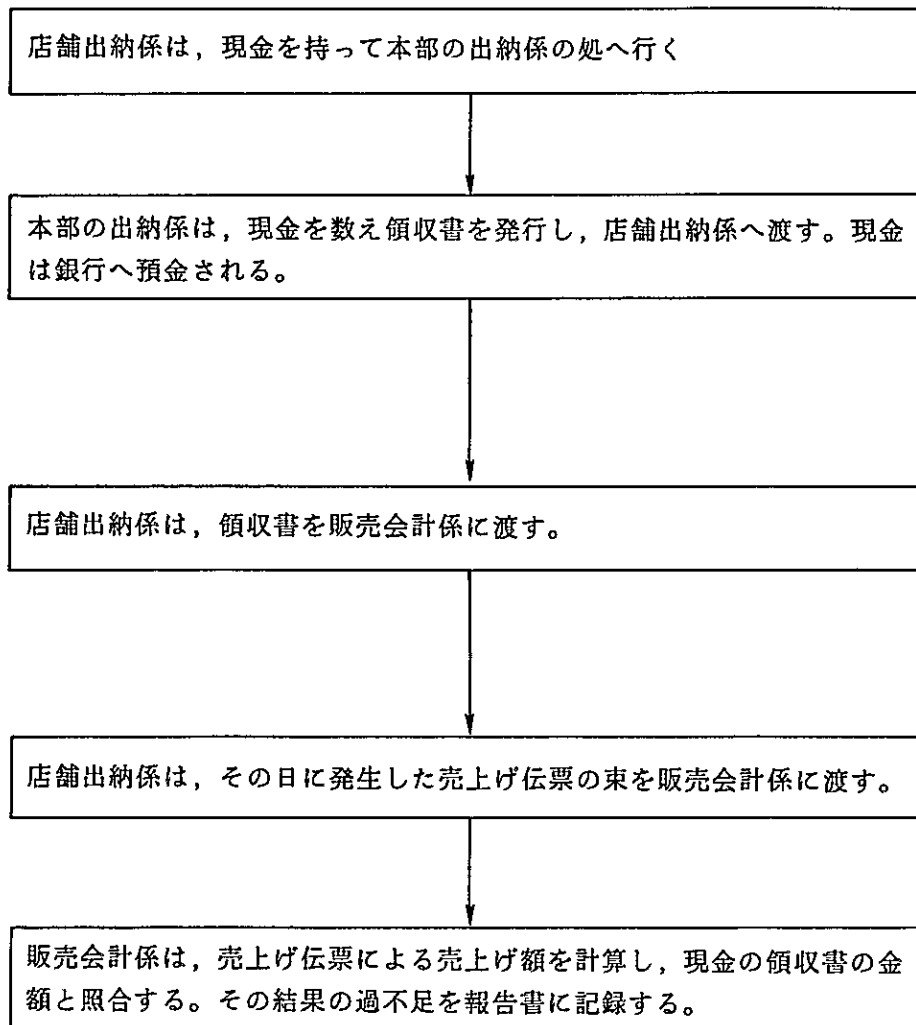 店舗出納係は，現金を持って本部の出納係の処へ行く
本部の出納係は，現金を数え領収書を発行し，店舗出納係へ渡す。現金
は銀行へ預金される。
店舗出納係は，領収書を販売会計係に渡す。
店舗出納係は，その日に発生した売上げ伝票の束を販売会計係に渡す。
販売会計係は，売上げ伝票による売上げ額を計算し，現金の領収書の金
額と照合する。その結果の過不足を報告書に記録する。